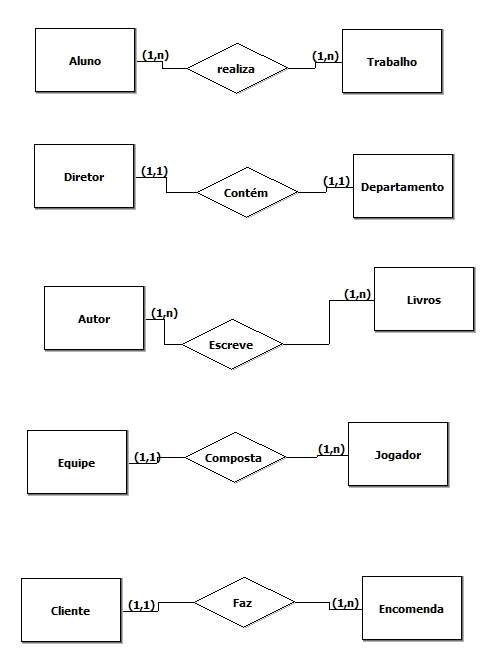 Aluno (1,n) realiza (1,n) Trabalho
Diretor (1,1) Contém (1,1) Departamento
Autor (1,n) Escreve (1,n) Livros
Equipe (1,1) Composta (1,n) Jogador
Cliente (1,1) Faz (1,n) Encomenda